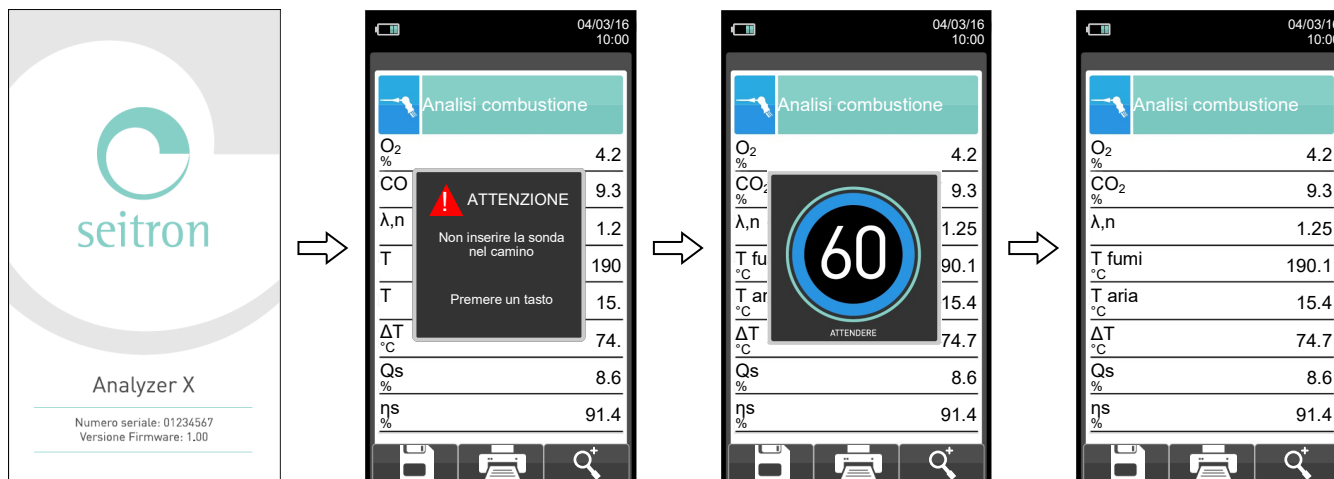 seitron
Analyzer X
Numero seriale: 01234567
Versione Firmware: 1.00
04/03/16
10:00
Analisi combustione
O2
%
4.2
CO
9.3
λ,n
1.2
T
190
T
15.
ΔT
°C
74.
Qs
%
8.6
ηs
%
91.4
! ATTENZIONE
Non inserire la sonda
nel camino
Premere un tasto
04/03/16
10:00
Analisi combustione
O2
%
4.2
CO2
%
9.3
λ,n
1.25
T fu
°C
90.1
T ar
°C
15.4
ΔT
°C
74.7
Qs
%
8.6
ηs
%
91.4
60
ATTENDERE
04/03/16
10:00
Analisi combustione
O2
%
4.2
CO2
%
9.3
λ,n
1.25
T fumi
°C
190.1
T aria
°C
15.4
ΔT
°C
74.7
Qs
%
8.6
ηs
%
91.4